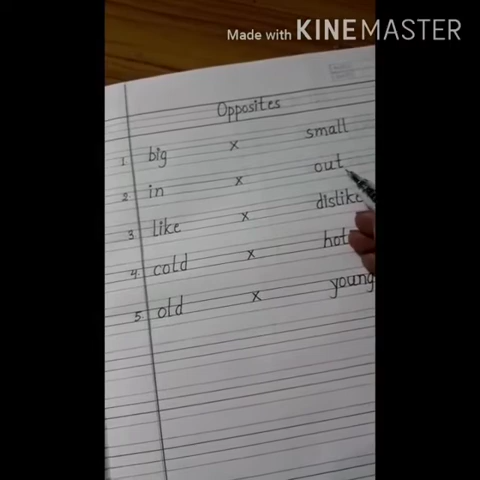 Made with KINEMASTER
Opposites
1. big x small
2. in x out
3. like x dislike
4. cold x hot
5. old x young